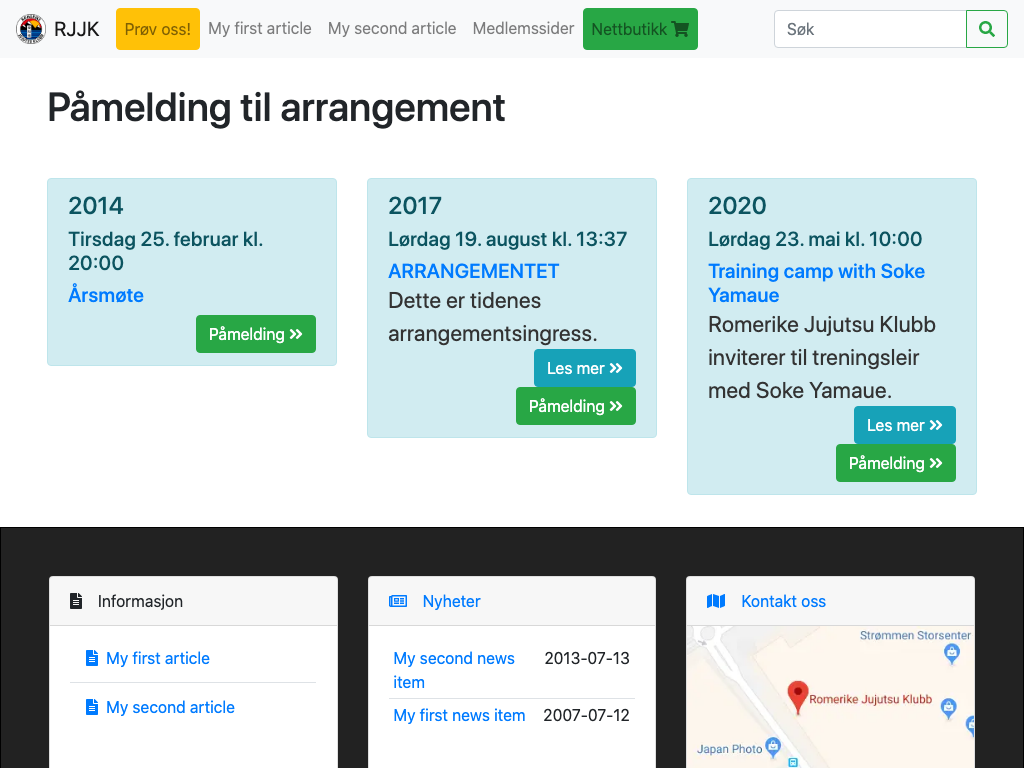 RJJK Prøv oss! My first article My second article Medlemssider Nettbutikk Søk
Påmelding til arrangement
2014
Tirsdag 25. februar kl.
20:00
Årsmøte
Påmelding
2017
Lørdag 19. august kl. 13:37
ARRANGEMENTET
Dette er tidenes
arrangementsingress.
Les mer
Påmelding
2020
Lørdag 23. mai kl. 10:00
Training camp with Soke
Yamaue
Romerike Jujutsu Klubb
inviterer til treningsleir
med Soke Yamaue.
Les mer
Påmelding
Informasjon
My first article
My second article
Nyheter
My second news 2013-07-13
item
My first news item 2007-07-12
Kontakt oss
Strømmen Storsenter
Romerike Jujutsu Klubb
Japan Photo